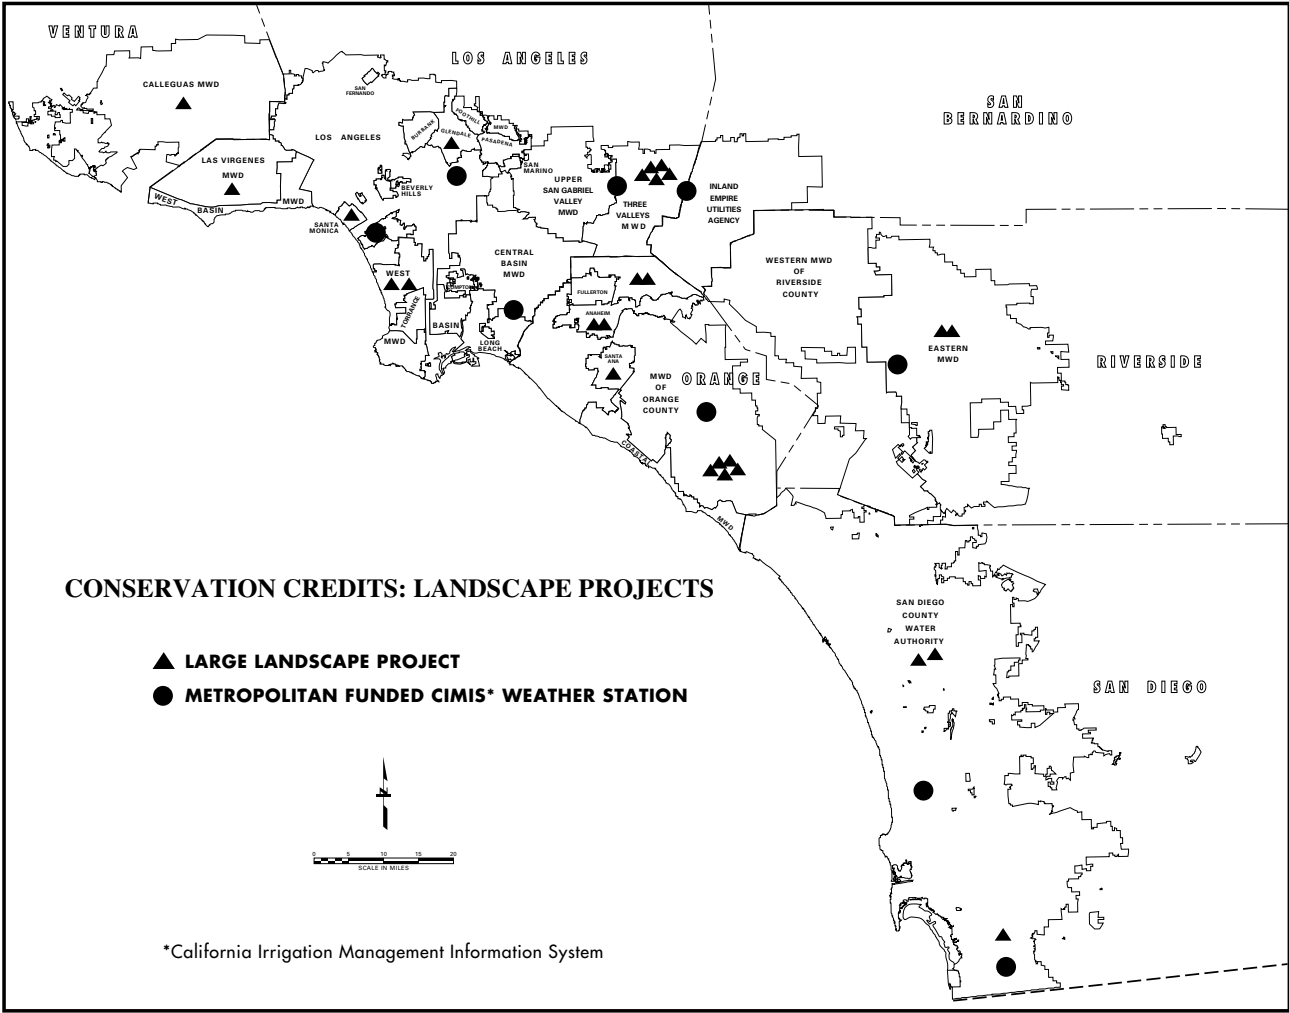 VENTURA
LOS ANGELES
SAN
BERNARDINO
CALLEGUAS MWD
SAN
FERNANDO
LOS ANGELES
BURBANK
FOOTHILL
MWD
GLENDALE
PASADENA
SAN
MARINO
LAS VIRGENES
MWD
WEST
BASIN
MWD
BEVERLY
HILLS
SANTA
MONICA
UPPER
SAN GABRIEL
VALLEY
MWD
THREE
VALLEYS
MWD
INLAND
EMPIRE
UTILITIES
AGENCY
CENTRAL
BASIN
MWD
WESTERN MWD
OF
RIVERSIDE
COUNTY
WEST
COMPTON
TORRANCE
BASIN
MWD
LONG
BEACH
FULLERTON
ANAHEIM
SANTA
ANA
MWD
OF
ORANGE
COUNTY
ORANGE
EASTERN
MWD
RIVERSIDE
COASTAL
MWD
CONSERVATION CREDITS: LANDSCAPE PROJECTS
LARGE LANDSCAPE PROJECT
METROPOLITAN FUNDED CIMIS* WEATHER STATION
SAN DIEGO
COUNTY
WATER
AUTHORITY
SAN DIEGO
N
0 5 10 15 20
SCALE IN MILES
*California Irrigation Management Information System